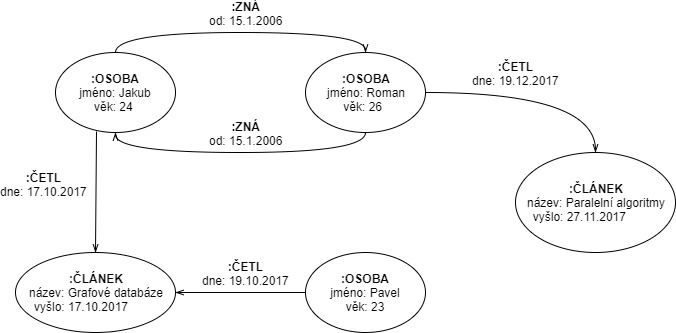 :ZNÁ
od: 15.1.2006
:OSOBA
jméno: Jakub
věk: 24
:OSOBA
jméno: Roman
věk: 26
:ČETL
dne: 19.12.2017
:ZNÁ
od: 15.1.2006
:ČETL
dne: 17.10.2017
:ČLÁNEK
název: Paralelní algoritmy
vyšlo: 27.11.2017
:ČLÁNEK
název: Grafové databáze
vyšlo: 17.10.2017
:ČETL
dne: 19.10.2017
:OSOBA
jméno: Pavel
věk: 23